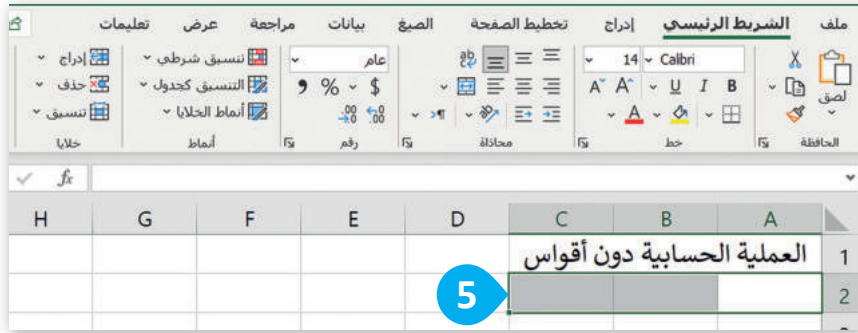 ملف الشريط الرئيسي إدراج تخطيط الصفحة الصيغ بيانات مراجعة عرض تعليمات
لصق Calibri 14 عام تنسيق شرطي إدراج
B I U A A $ % التنسيق كجدول حذف
A .00 .0 أنماط الخلايا تنسيق
الحافظة خط محاذاة رقم أنماط خلايا
fx
A B C D E F G H
1 العملية الحسابية دون أقواس
2
5